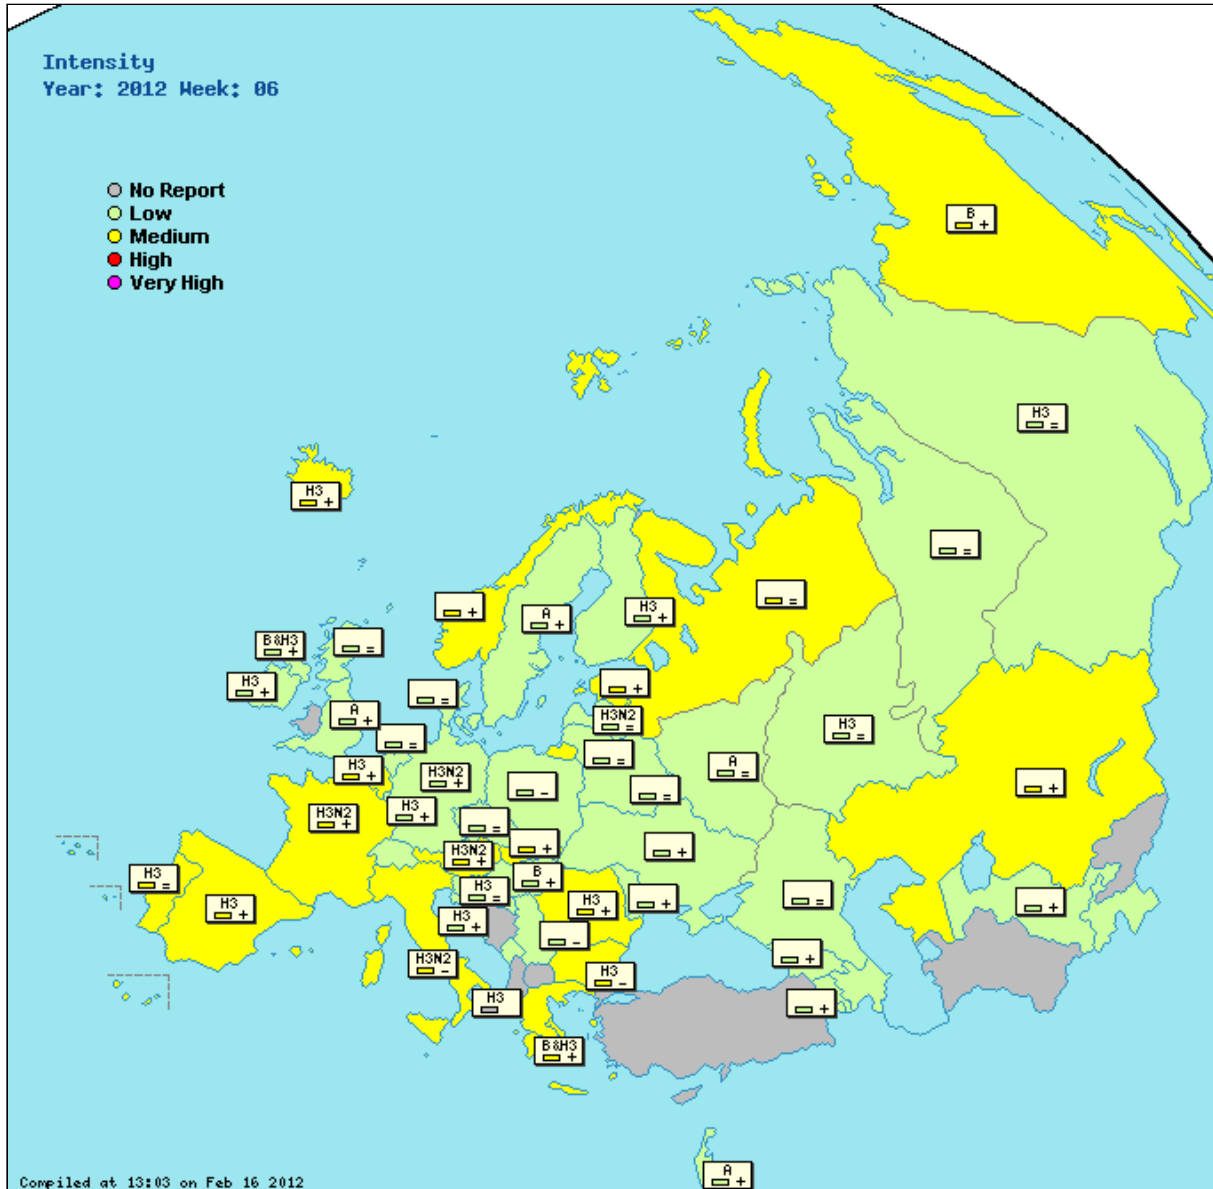 Intensity
Year: 2012 Week: 06
No Report
Low
Medium
High
Very High
B
+
H3
=
H3
+
=
=
+
A
+
H3
+
B&H3
+
=
H3
+
=
+
A
+
H3N2
=
H3
=
=
=
A
=
H3
+
H3N2
+
-
=
+
H3N2
+
H3
+
=
+
+
H3N2
+
B
+
H3
=
H3
=
=
+
H3
+
H3
+
+
H3
+
-
+
H3N2
-
H3
-
H3
+
B&H3
+
A
+
Compiled at 13:03 on Feb 16 2012